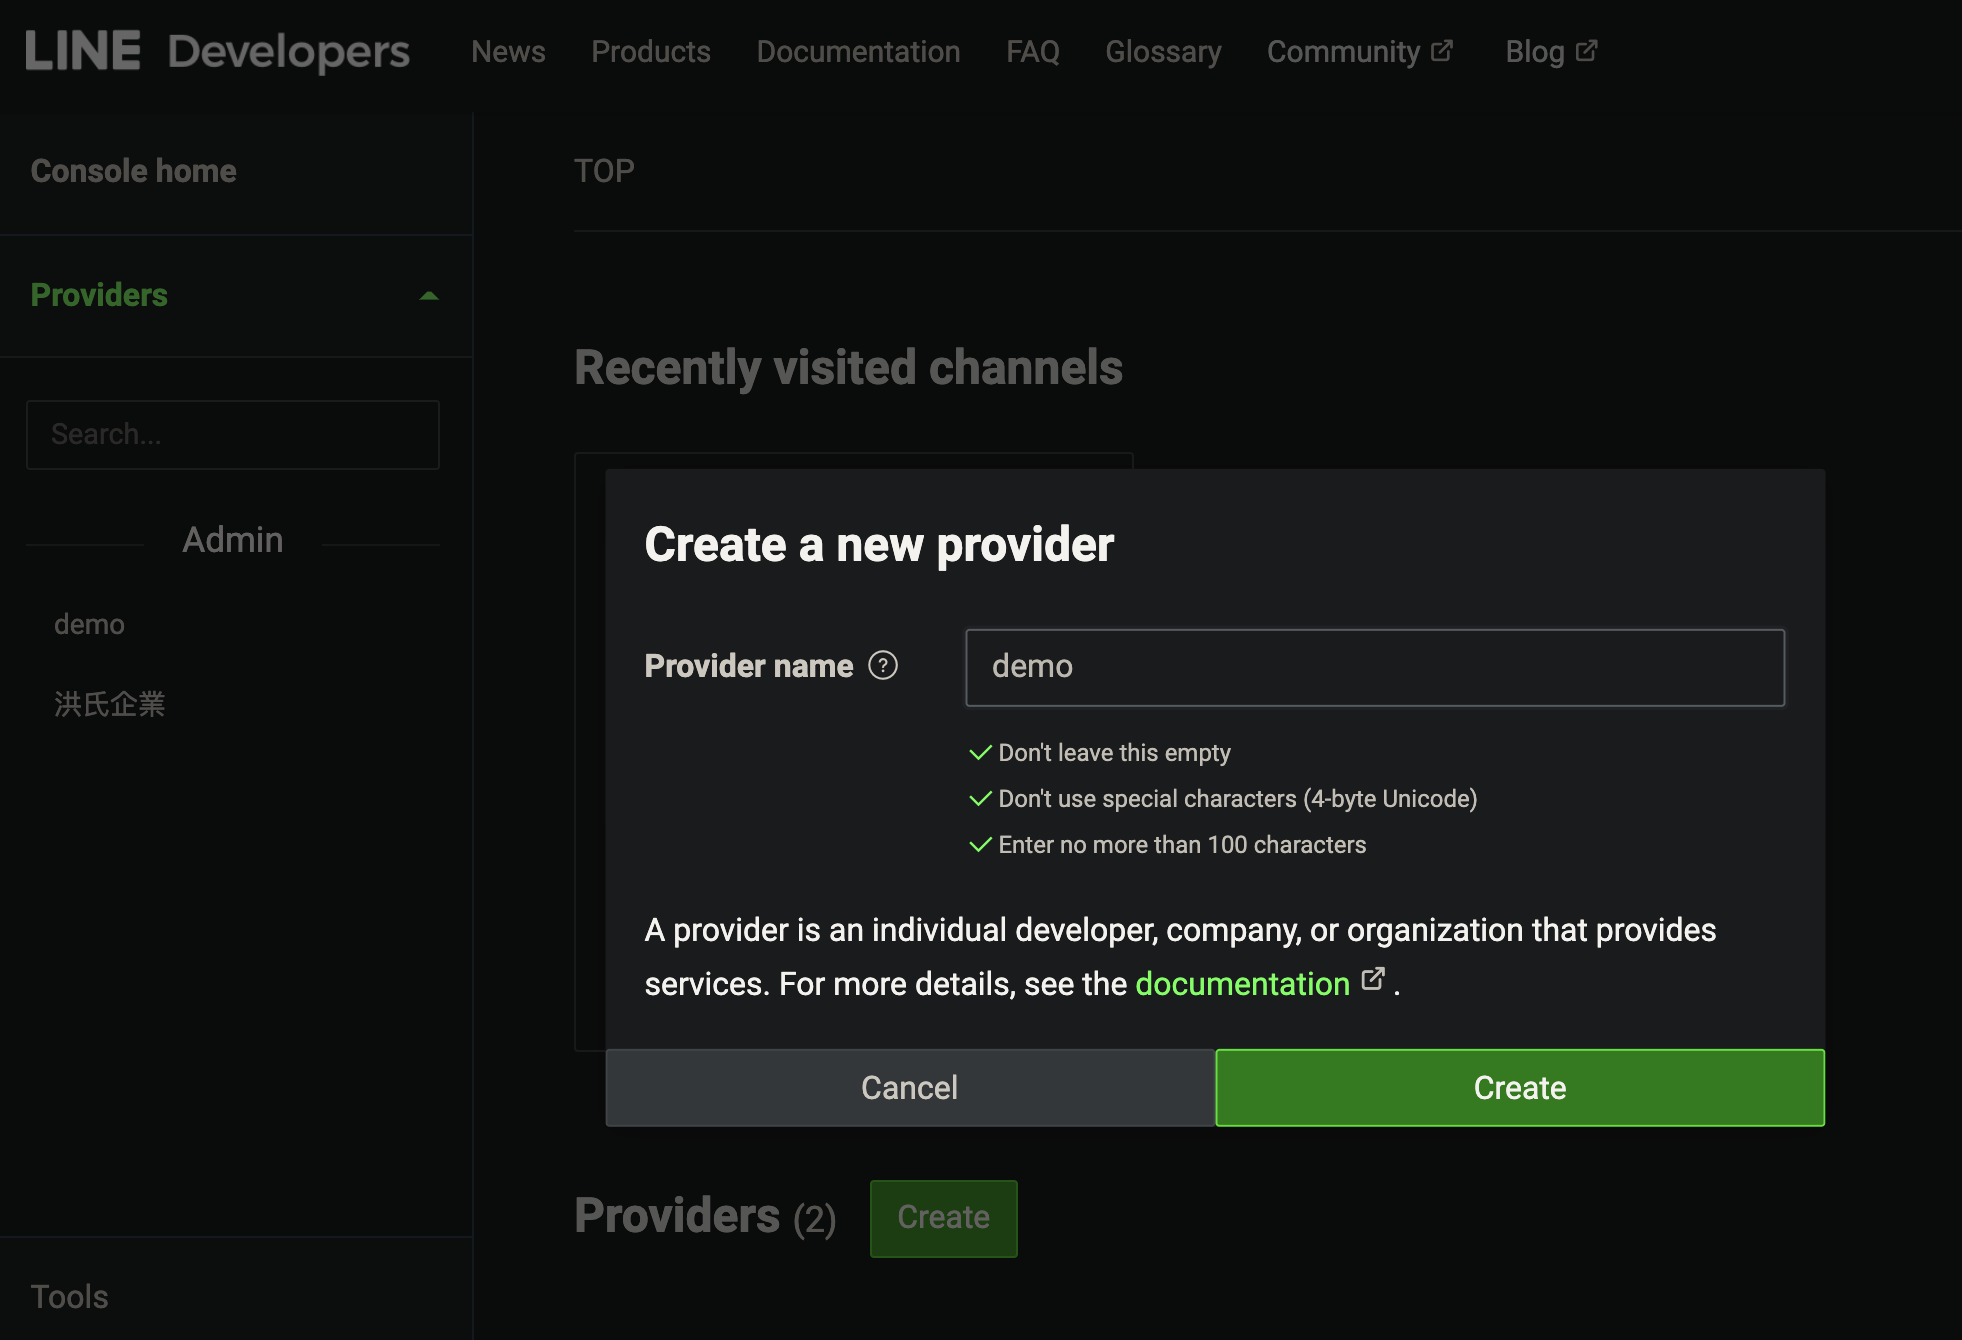 LINE Developers News Products Documentation FAQ Glossary Community Blog
Console home
TOP
Providers
Recently visited channels
Search...
Admin
demo
洪氏企業
Create a new provider
Provider name ? demo
Don't leave this empty
Don't use special characters (4-byte Unicode)
Enter no more than 100 characters
A provider is an individual developer, company, or organization that provides
services. For more details, see the documentation .
Cancel Create
Providers (2) Create
Tools